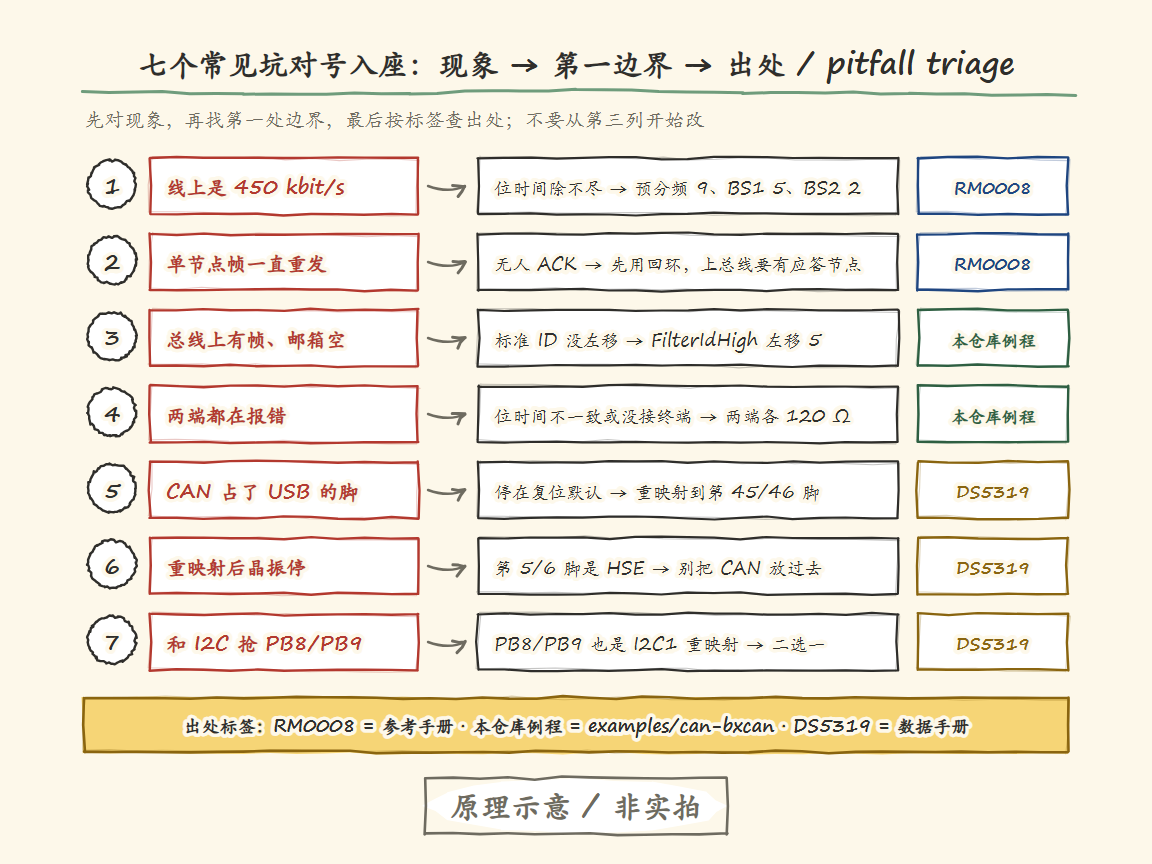 七个常见坑对号入座：现象 → 第一边界 → 出处 / pitfall triage
先对现象，再找第一处边界，最后按标签查出处；不要从第三列开始改
1 线上是 450 kbit/s → 位时间除不尽 → 预分频 9、BS1 5、BS2 2 RM0008
2 单节点帧一直重发 → 无人 ACK → 先用回环，上总线要有应答节点 RM0008
3 总线上有帧、邮箱空 → 标准 ID 没左移 → FilterIdHigh 左移 5 本仓库例程
4 两端都在报错 → 位时间不一致或没接终端 → 两端各 120 Ω 本仓库例程
5 CAN 占了 USB 的脚 → 停在复位默认 → 重映射到第 45/46 脚 DS5319
6 重映射后晶振停 → 第 5/6 脚是 HSE → 别把 CAN 放过去 DS5319
7 和 I2C 抢 PB8/PB9 → PB8/PB9 也是 I2C1 重映射 → 二选一 DS5319
出处标签：RM0008 = 参考手册 · 本仓库例程 = examples/can-bxcan · DS5319 = 数据手册
原理示意 / 非实拍